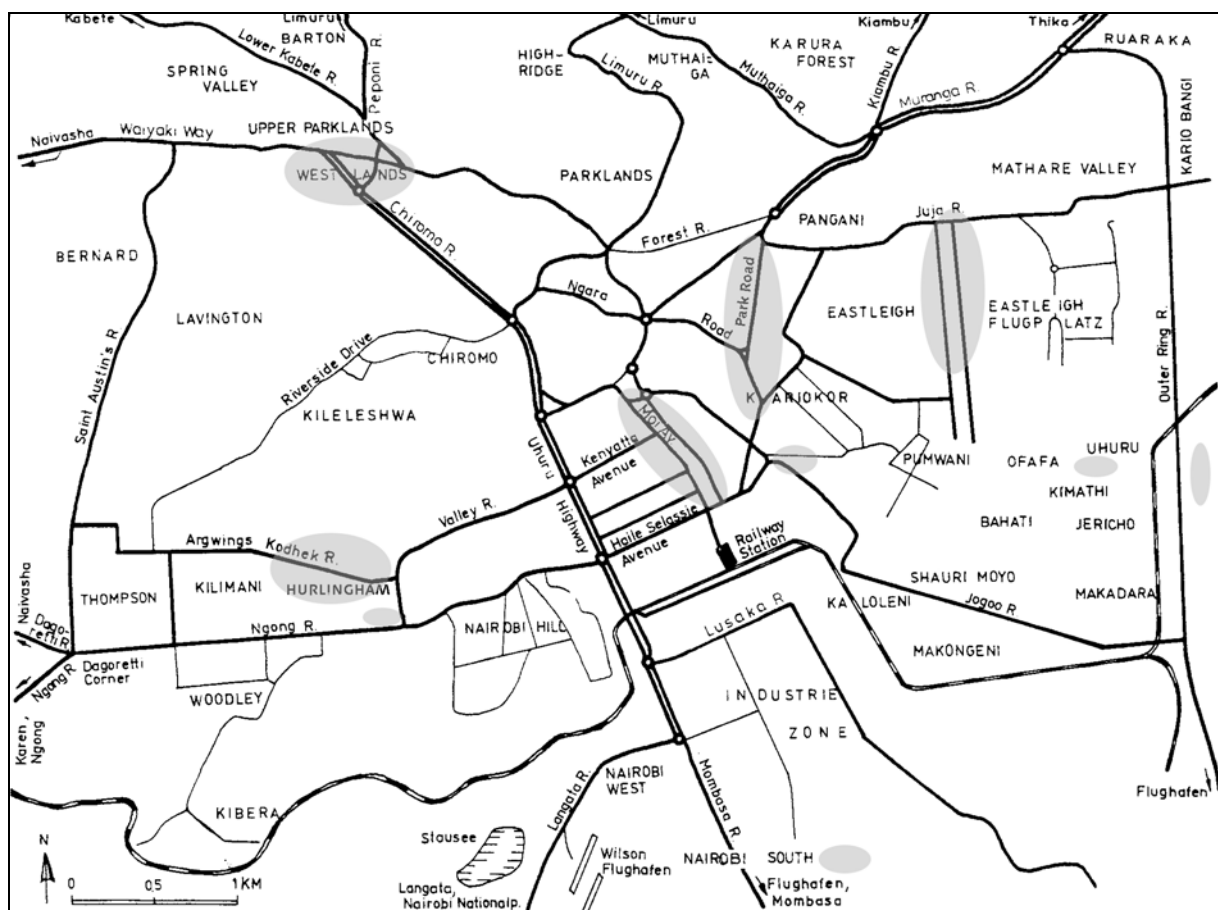 Kabete
Limuru
BARTON
Lower Kabete R.
Peponi R.
SPRING
VALLEY
HIGH-
RIDGE
Limuru R.
Limuru
MUTHAI-
GA
Muthaiga R.
KARURA
FOREST
Kiambu
Kiambu R.
Muranga R.
Thika
RUARAKA
KARIO BANGI
Naivasha
Waiyaki Way
UPPER PARKLANDS
WEST LANDS
PARKLANDS
MATHARE VALLEY
PANGANI
Juja R.
Forest R.
Chiromo R.
BERNARD
Ngara
Road
Park Road
EASTLEIGH
EASTLEIGH
FLUGPLATZ
Outer Ring R.
LAVINGTON
Saint Austin's R.
Riverside Drive
CHIROMO
KILELESHWA
KARIOKOR
Moi Av.
Uhuru
Highway
Kenyatta
Avenue
PUMWANI
OFAFA
UHURU
KIMATHI
BAHATI
JERICHO
Valley R.
Haile Selassie
Avenue
Railway
Station
Argwings
Kodhek R.
THOMPSON
KILIMANI
HURLINGHAM
SHAURI MOYO
KALOLENI
Jogoo R.
MAKADARA
Naivasha
Dago-
retti R.
Ngong R.
NAIROBI HILL
Lusaka R.
MAKONGENI
Ngong R.
Dagoretti
Corner
WOODLEY
Karen,
Ngong
INDUSTRIE
ZONE
KIBERA
NAIROBI
WEST
Langata R.
Mombasa R.
Flughafen
N
0
0,5
1 KM
Stausee
Langata,
Nairobi Nationalp.
Wilson
Flughafen
NAIROBI SOUTH
Flughafen,
Mombasa